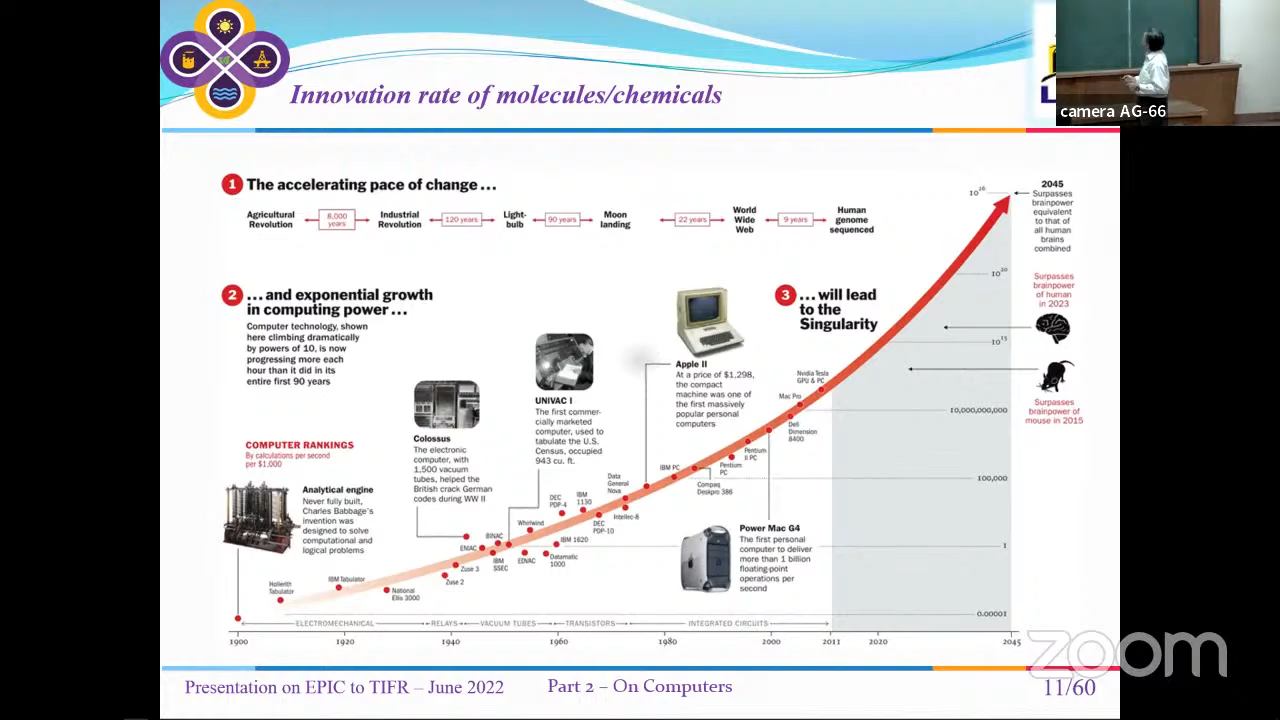 Innovation rate of molecules/chemicals
camera AG-66
1 The accelerating pace of change ...
Agricultural
Revolution
8,000
years
Industrial
Revolution
120 years
Light-
bulb
90 years
Moon
landing
22 years
World
Wide
Web
9 years
Human
genome
sequenced
2 ...and exponential growth
in computing power...
Computer technology, shown
here climbing dramatically
by powers of 10, is now
progressing more each
hour than it did in its
entire first 90 years
3 ...will lead
to the
Singularity
COMPUTER RANKINGS
By calculations per second
per $1,000
Analytical engine
Never fully built,
Charles Babbage's
invention was
designed to solve
computational and
logical problems
Colossus
The electronic
computer, with
1,500 vacuum
tubes, helped the
British crack German
codes during WW II
UNIVAC I
The first commer-
cially marketed
computer, used to
tabulate the U.S.
Census, occupied
943 cu. ft.
Apple II
At a price of $1,298,
the compact
machine was one of
the first massively
popular personal
computers
Power Mac G4
The first personal
computer to deliver
more than 1 billion
floating-point
operations per
second
Hollerith
Tabulator
IBM Tabulator
National
Ellis 3000
Zuse 2
Zuse 3
ENIAC
BINAC
IBM
SSEC
Whirlwind
EDVAC
Datamatic
1000
IBM 1620
DEC
PDP-4
IBM
1130
DEC
PDP-10
Data
General
Nova
Intellec-8
IBM PC
Compaq
Deskpro 386
Pentium
PC
Pentium
II PC
Dell
Dimension
8400
Mac Pro
Nvidia Tesla
GPU & PC
2045
Surpasses
brainpower
equivalent
to that of
all human
brains
combined
Surpasses
brainpower
of human
in 2023
Surpasses
brainpower of
mouse in 2015
10²⁰
10¹⁵
10,000,000,000
100,000
1
0.00001
ELECTROMECHANICAL
RELAYS
VACUUM TUBES
TRANSISTORS
INTEGRATED CIRCUITS
1900 1920 1940 1960 1980 2000 2011 2020 2045
zoom
Presentation on EPIC to TIFR – June 2022 Part 2 – On Computers 11/60